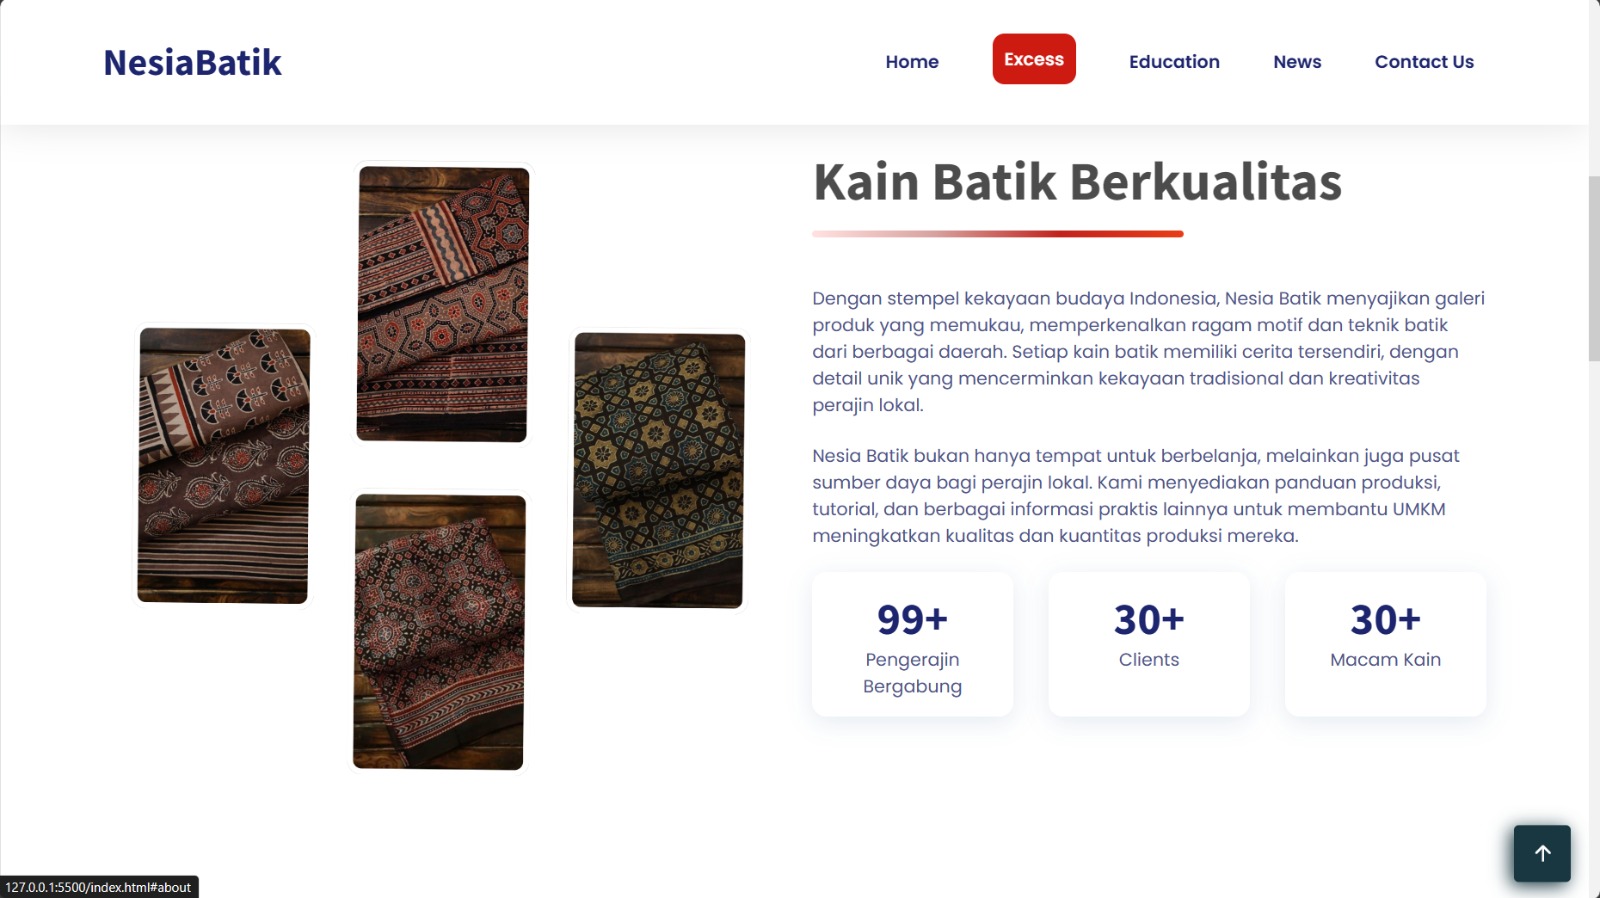 NesiaBatik
Home
Excess
Education
News
Contact Us
Kain Batik Berkualitas
Dengan stempel kekayaan budaya Indonesia, Nesia Batik menyajikan galeri
produk yang memukau, memperkenalkan ragam motif dan teknik batik
dari berbagai daerah. Setiap kain batik memiliki cerita tersendiri, dengan
detail unik yang mencerminkan kekayaan tradisional dan kreativitas
perajin lokal.
Nesia Batik bukan hanya tempat untuk berbelanja, melainkan juga pusat
sumber daya bagi perajin lokal. Kami menyediakan panduan produksi,
tutorial, dan berbagai informasi praktis lainnya untuk membantu UMKM
meningkatkan kualitas dan kuantitas produksi mereka.
99+
Pengerajin
Bergabung
30+
Clients
30+
Macam Kain
127.0.0.1:5500/index.html#about